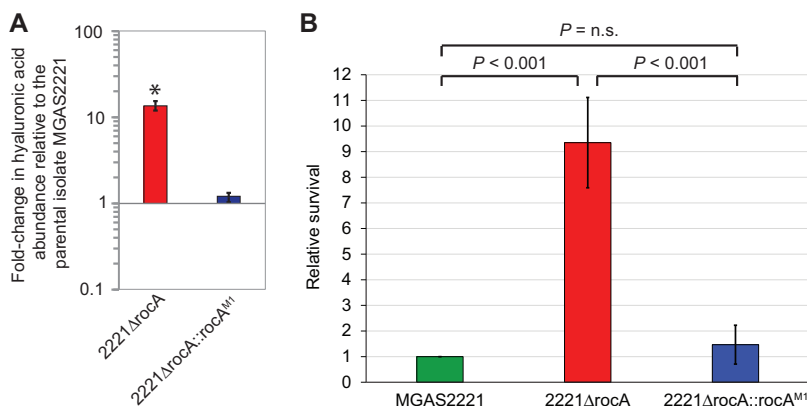 A
Fold-change in hyaluronic acid
abundance relative to the
parental isolate MGAS2221
100
10
1
0.1
*
2221ΔrocA
2221ΔrocA::rocA^M1
B
P = n.s.
P < 0.001
P < 0.001
Relative survival
12
11
10
9
8
7
6
5
4
3
2
1
0
MGAS2221
2221ΔrocA
2221ΔrocA::rocA^M1